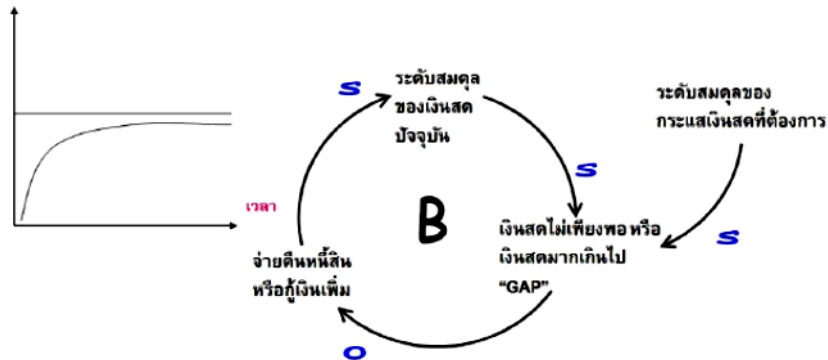 เวลา
S
ระดับสมดุล
ของเงินสด
ปัจจุบัน
S
B
ระดับสมดุลของ
กระแสเงินสดที่ต้องการ
S
เงินสดไม่เพียงพอ หรือ
เงินสดมากเกินไป
“GAP”
จ่ายคืนหนี้สิน
หรือกู้เงินเพิ่ม
O